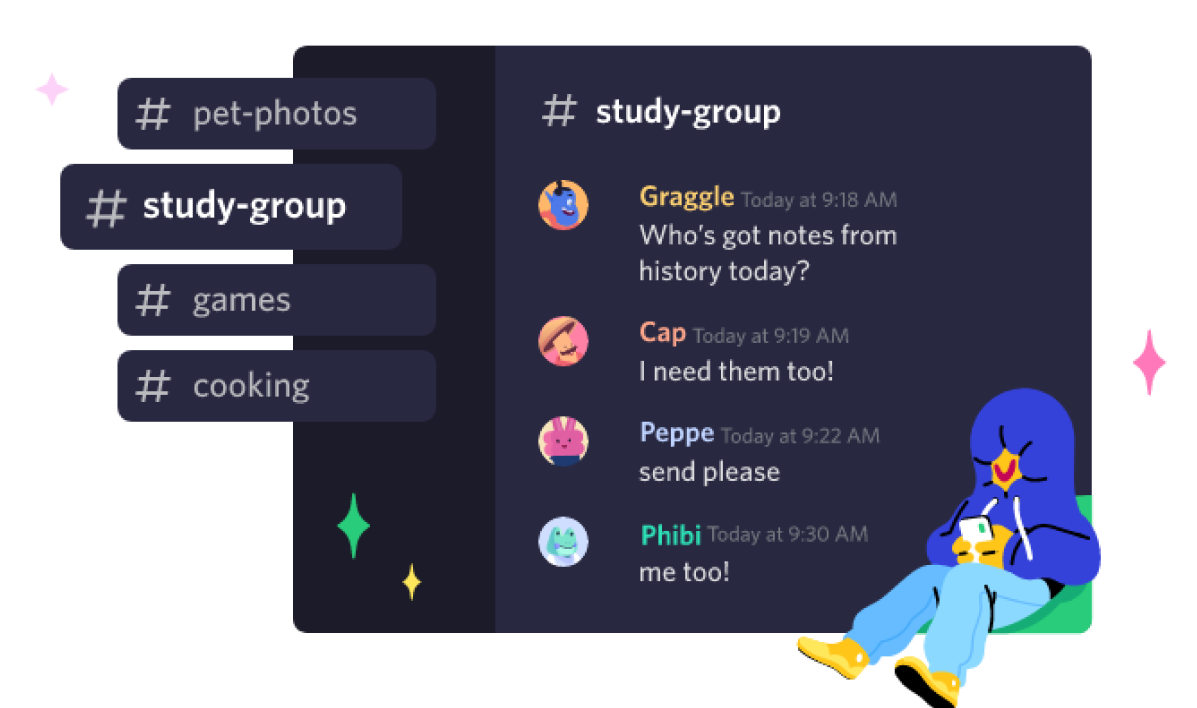 # pet-photos
# study-group
# games
# cooking
# study-group
Graggle Today at 9:18 AM
Who's got notes from
history today?
Cap Today at 9:19 AM
I need them too!
Peppe Today at 9:22 AM
send please
Phibi Today at 9:30 AM
me too!